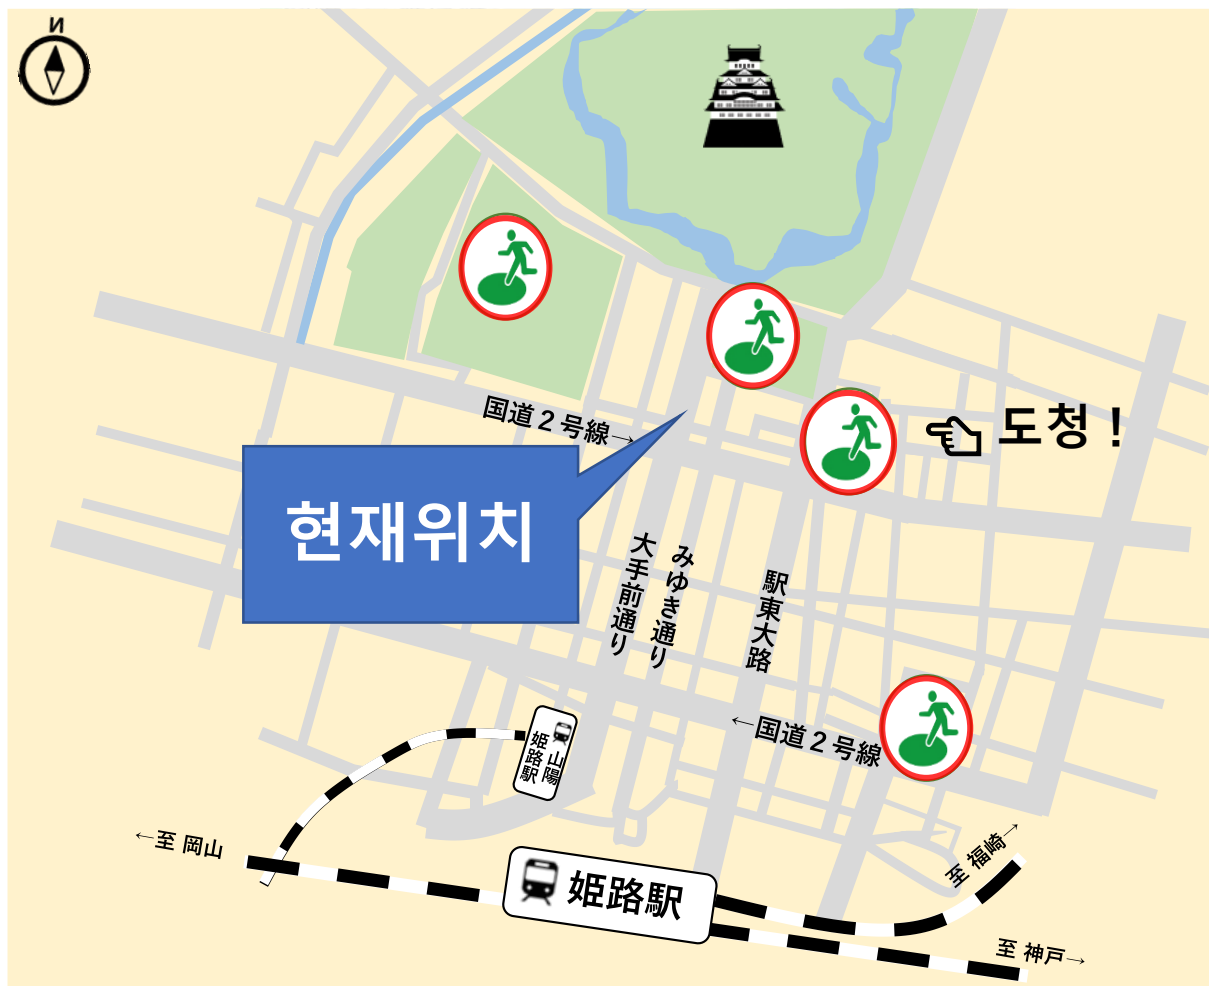 N
国道２号線→
도청！
현재위치
大手前通り
みゆき通り
駅東大路
←国道２号線
山陽
姫路駅
←至 岡山
姫路駅
至 福崎→
至 神戸→